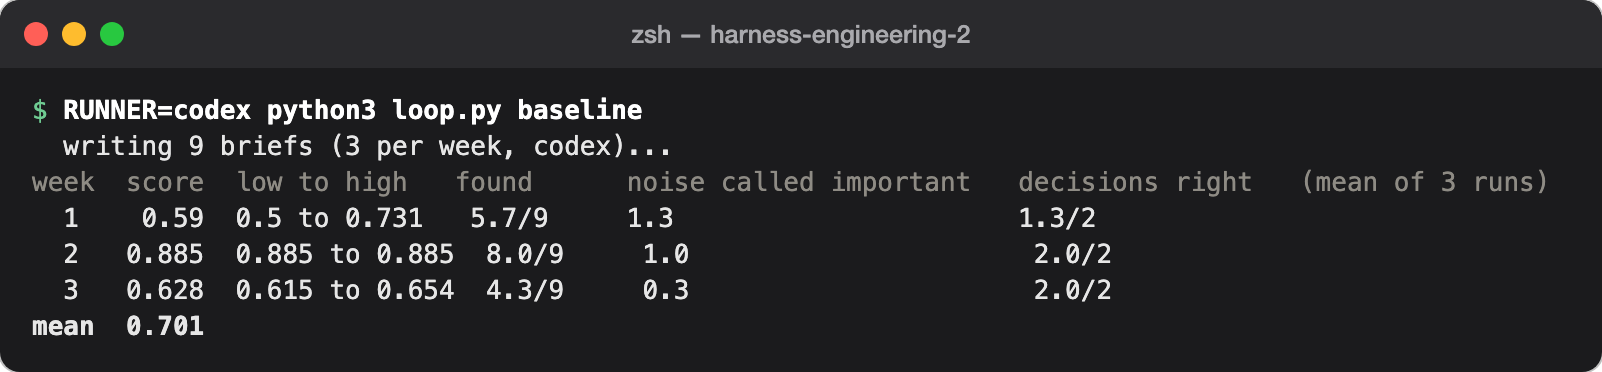 zsh — harness-engineering-2
$ RUNNER=codex python3 loop.py baseline
writing 9 briefs (3 per week, codex)...
week  score  low to high   found      noise called important   decisions right   (mean of 3 runs)
1    0.59  0.5 to 0.731   5.7/9     1.3                      1.3/2
2   0.885  0.885 to 0.885  8.0/9     1.0                      2.0/2
3   0.628  0.615 to 0.654  4.3/9     0.3                      2.0/2
mean  0.701